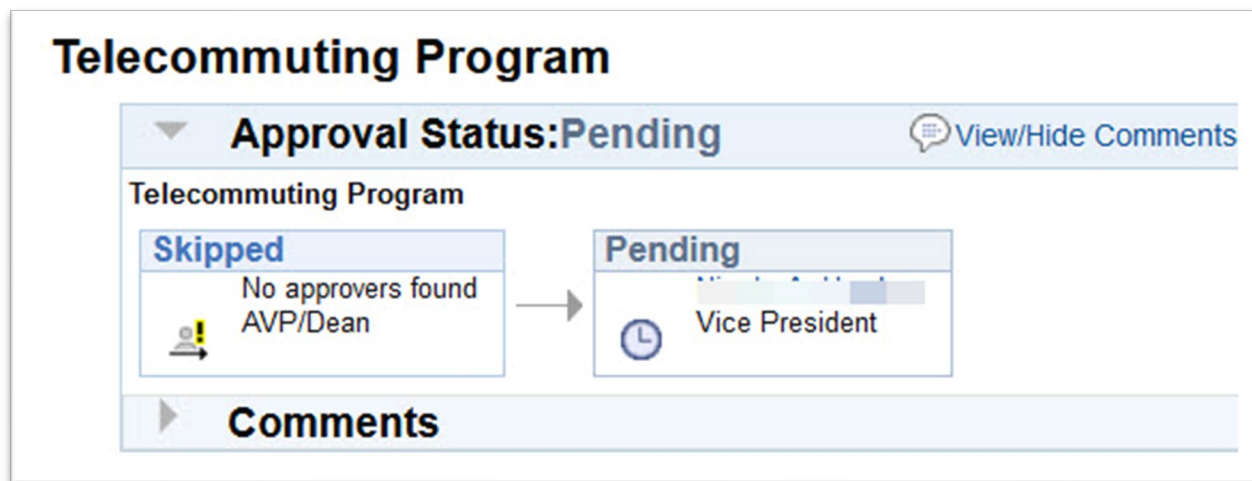 Telecommuting Program
Approval Status:Pending
View/Hide Comments
Telecommuting Program
Skipped
No approvers found
AVP/Dean
Pending
Vice President
Comments